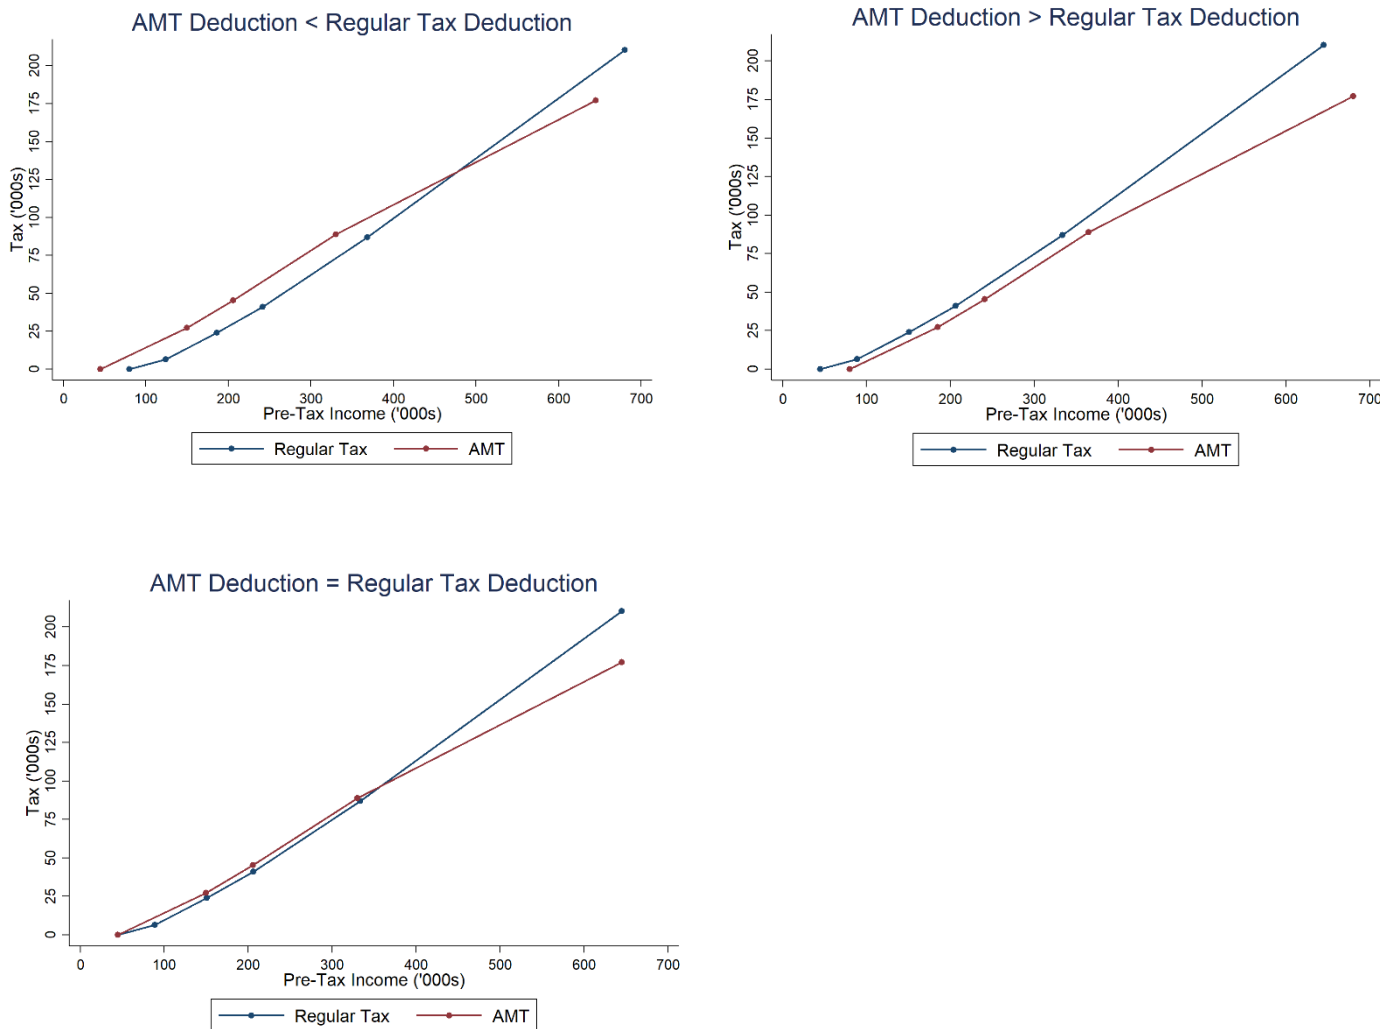 AMT Deduction < Regular Tax Deduction
Tax ('000s)
200
175
150
125
100
75
50
25
0
0 100 200 300 400 500 600 700
Pre-Tax Income ('000s)
Regular Tax AMT
AMT Deduction > Regular Tax Deduction
Tax ('000s)
200
175
150
125
100
75
50
25
0
0 100 200 300 400 500 600 700
Pre-Tax Income ('000s)
Regular Tax AMT
AMT Deduction = Regular Tax Deduction
Tax ('000s)
200
175
150
125
100
75
50
25
0
0 100 200 300 400 500 600 700
Pre-Tax Income ('000s)
Regular Tax AMT